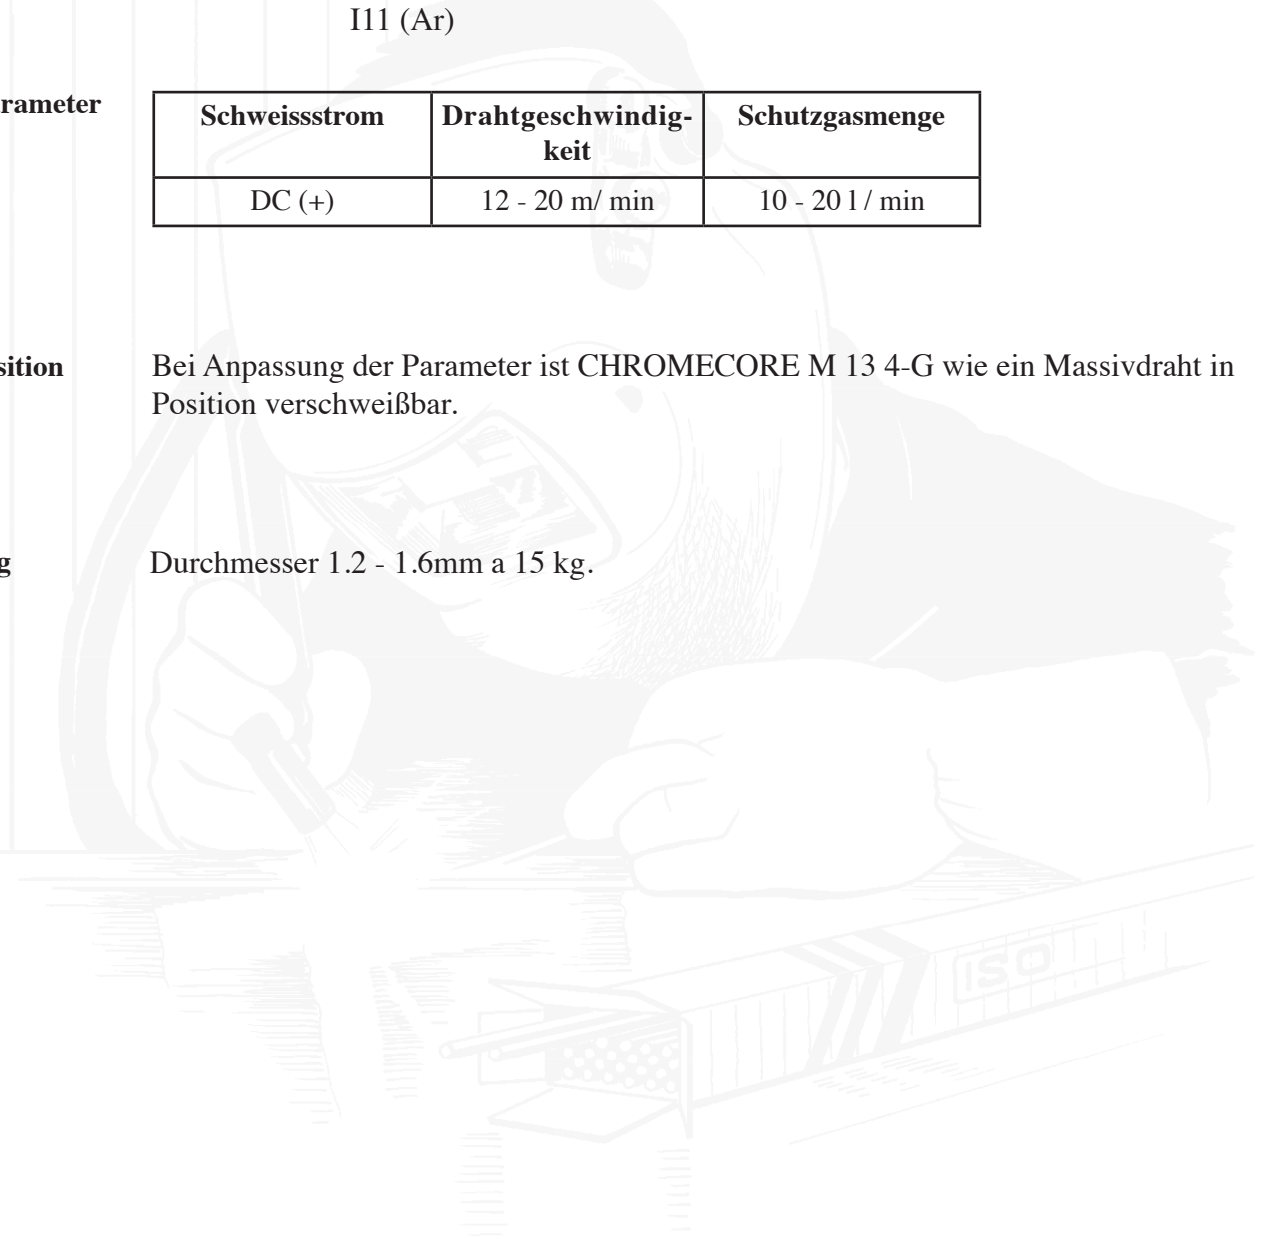 I11 (Ar)
rameter
Schweissstrom
Drahtgeschwindig-
keit
Schutzgasmenge
DC (+)
12 - 20 m/ min
10 - 20 l / min
sition
Bei Anpassung der Parameter ist CHROMECORE M 13 4-G wie ein Massivdraht in
Position verschweißbar.
g
Durchmesser 1.2 - 1.6mm a 15 kg.
ISO